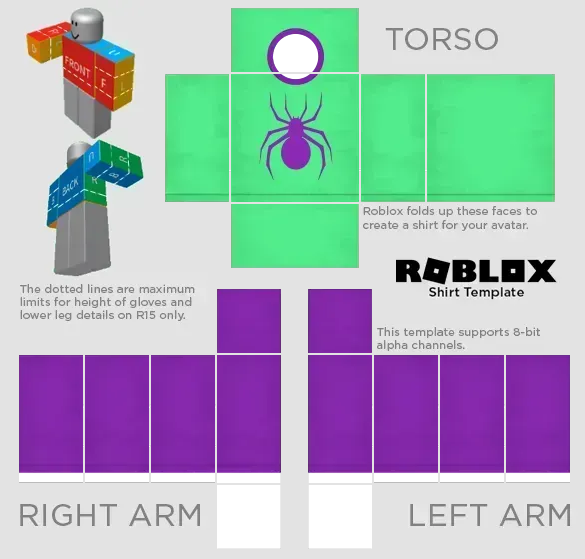 TORSO
FRONT
F
L
BACK
R
Roblox folds up these faces to
create a shirt for your avatar.
ROBLOX
Shirt Template
The dotted lines are maximum
limits for height of gloves and
lower leg details on R15 only.
This template supports 8-bit
alpha channels.
RIGHT ARM
LEFT ARM